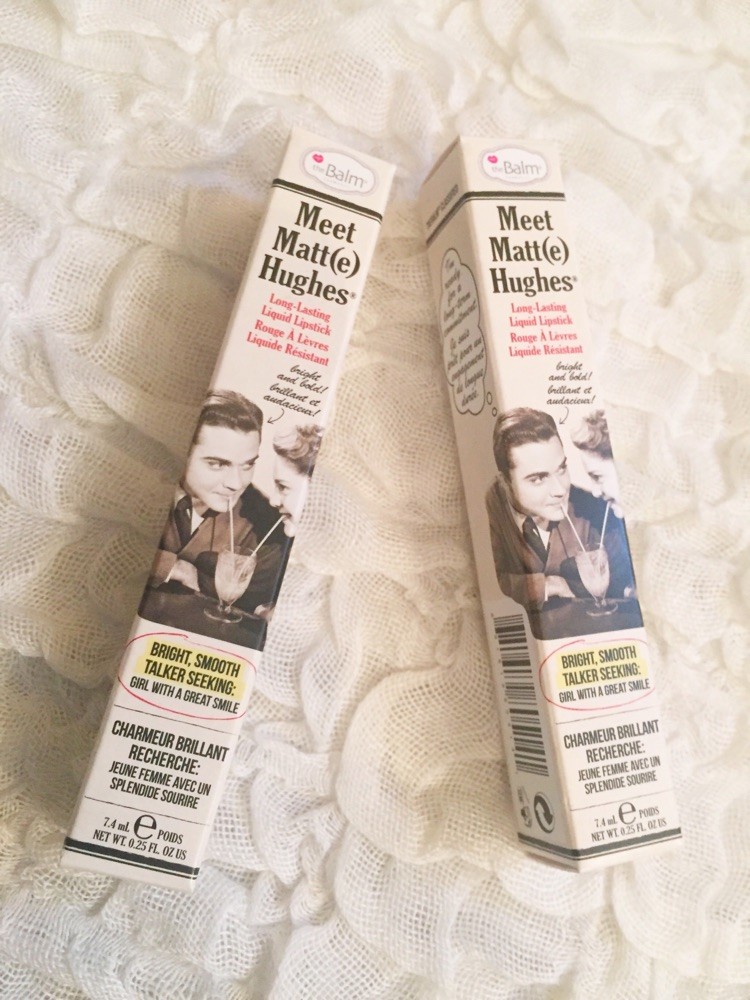 theBalm®
Meet
Matt(e)
Hughes®
Long-Lasting
Liquid Lipstick
Rouge À Lèvres
Liquide Résistant
bright
and bold!
brillant et
audacieux!
BRIGHT, SMOOTH
TALKER SEEKING:
GIRL WITH A GREAT SMILE
CHARMEUR BRILLANT
RECHERCHE:
JEUNE FEMME AVEC UN
SPLENDIDE SOURIRE
7.4 mL e POIDS
NET WT. 0.25 FL. OZ US
theBalm®
Meet
Matt(e)
Hughes®
Long-Lasting
Liquid Lipstick
Rouge À Lèvres
Liquide Résistant
bright
and bold!
brillant et
audacieux!
BRIGHT, SMOOTH
TALKER SEEKING:
GIRL WITH A GREAT SMILE
CHARMEUR BRILLANT
RECHERCHE:
JEUNE FEMME AVEC UN
SPLENDIDE SOURIRE
7.4 mL e POIDS
NET WT. 0.25 FL. OZ US